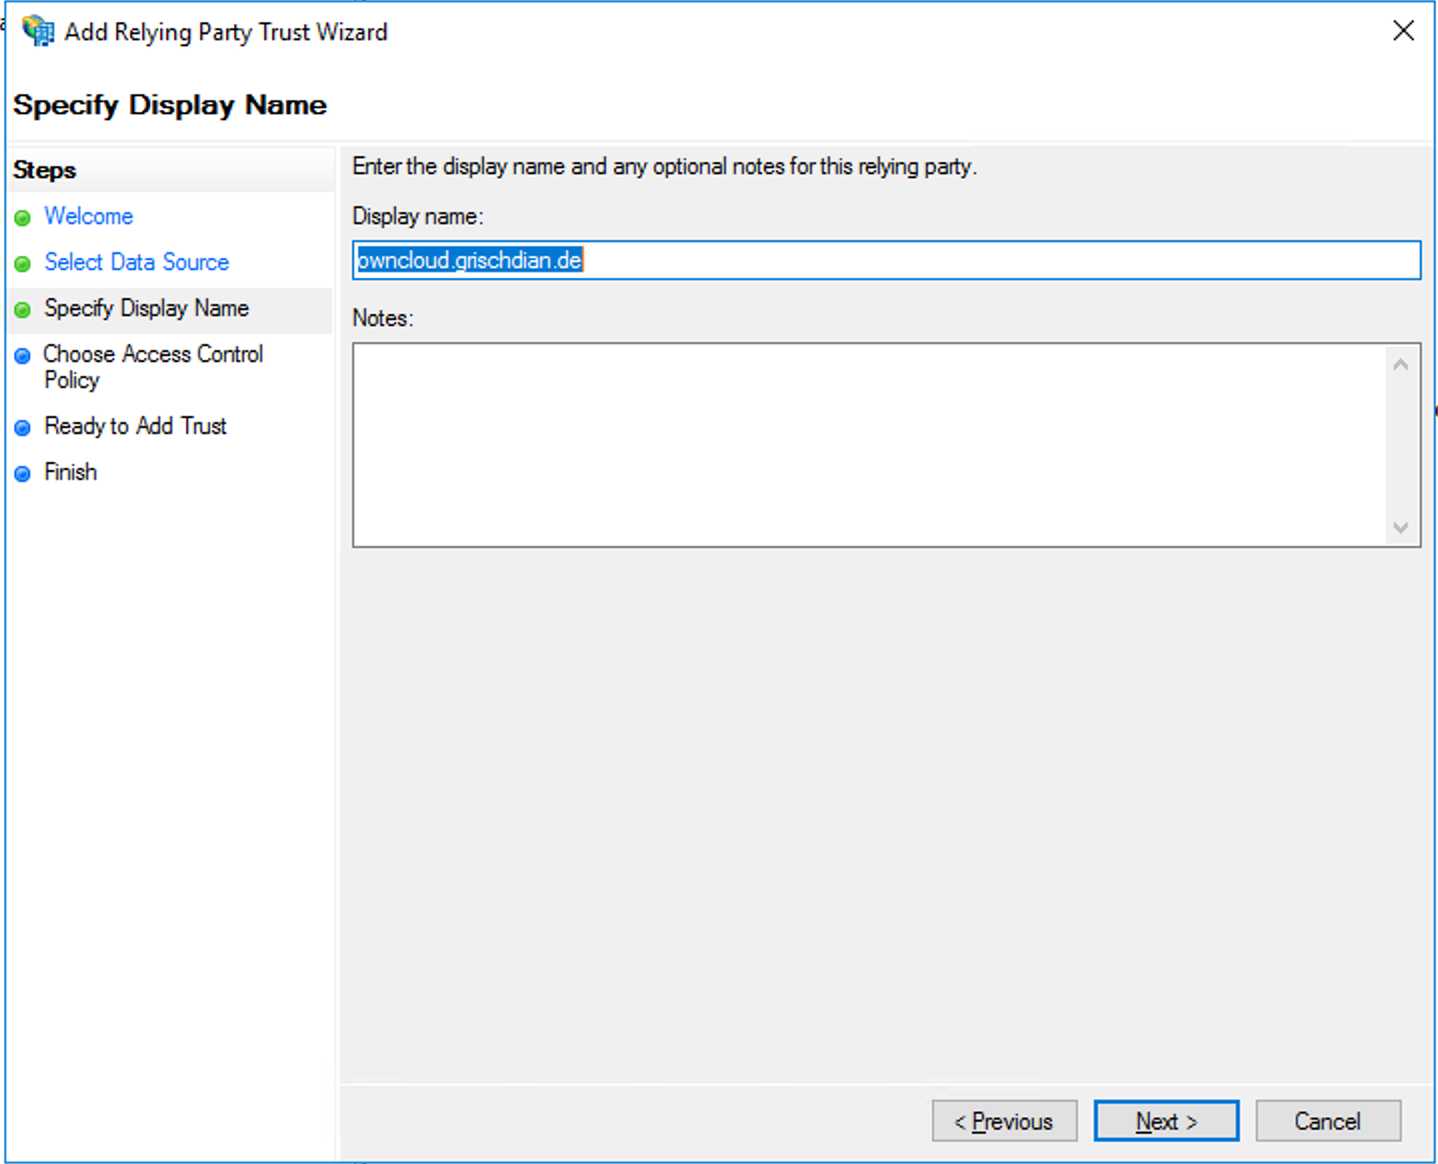 Add Relying Party Trust Wizard
Specify Display Name
Steps
Welcome
Select Data Source
Specify Display Name
Choose Access Control
Policy
Ready to Add Trust
Finish
Enter the display name and any optional notes for this relying party.
Display name:
owncloud.grischdian.de
Notes:
< Previous
Next >
Cancel